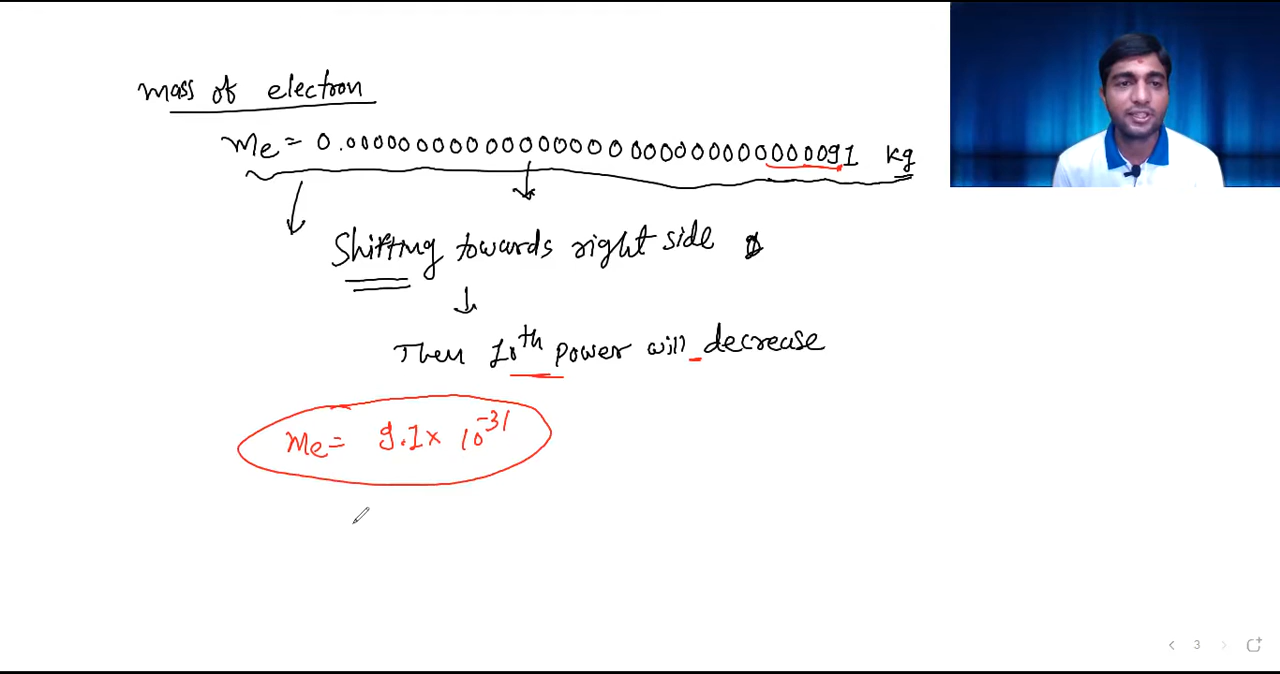 Mass of electron
Me = 0.00000000000000000000000000000091 kg
Shifting towards right side
Then 10th power will decrease
Me = 9.1 x 10^-31
3